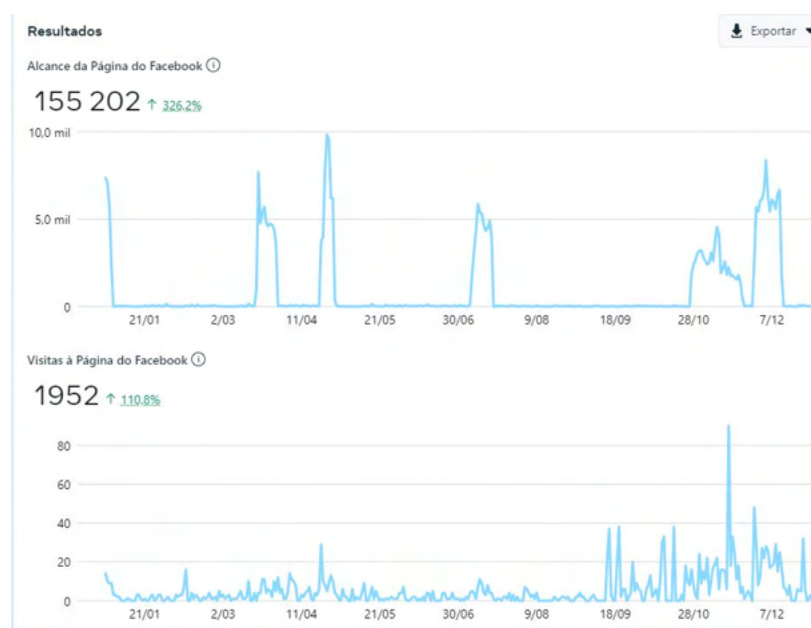 Resultados
Exportar
Alcance da Página do Facebook
155 202 ↑ 326,2%
10,0 mil
5,0 mil
0
21/01 2/03 11/04 21/05 30/06 9/08 18/09 28/10 7/12
Visitas à Página do Facebook
1952 ↑ 110,8%
80
60
40
20
0
21/01 2/03 11/04 21/05 30/06 9/08 18/09 28/10 7/12